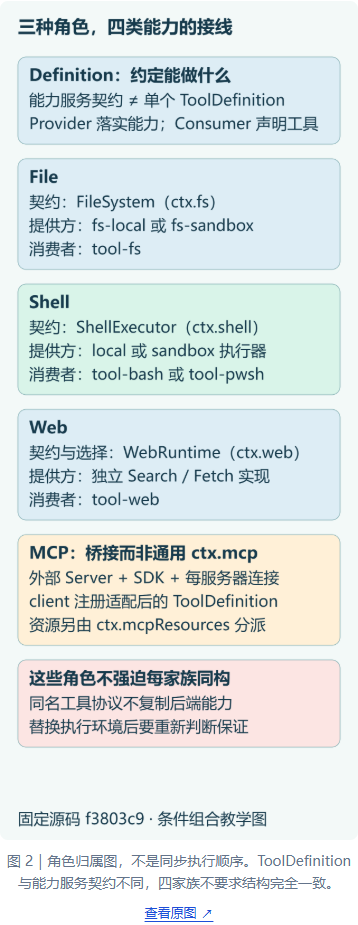 三种角色，四类能力的接线
Definition：约定能做什么
能力服务契约 ≠ 单个 ToolDefinition
Provider 落实能力；Consumer 声明工具
File
契约：FileSystem（ctx.fs）
提供方：fs-local 或 fs-sandbox
消费者：tool-fs
Shell
契约：ShellExecutor（ctx.shell）
提供方：local 或 sandbox 执行器
消费者：tool-bash 或 tool-pwsh
Web
契约与选择：WebRuntime（ctx.web）
提供方：独立 Search / Fetch 实现
消费者：tool-web
MCP：桥接而非通用 ctx.mcp
外部 Server + SDK + 每服务器连接
client 注册适配后的 ToolDefinition
资源另由 ctx.mcpResources 分派
这些角色不强迫每家族同构
同名工具协议不复制后端能力
替换执行环境后要重新判断保证
固定源码 f3803c9 · 条件组合教学图
图 2｜角色归属图，不是同步执行顺序。ToolDefinition
与能力服务契约不同，四家族不要求结构完全一致。
查看原图 ↗